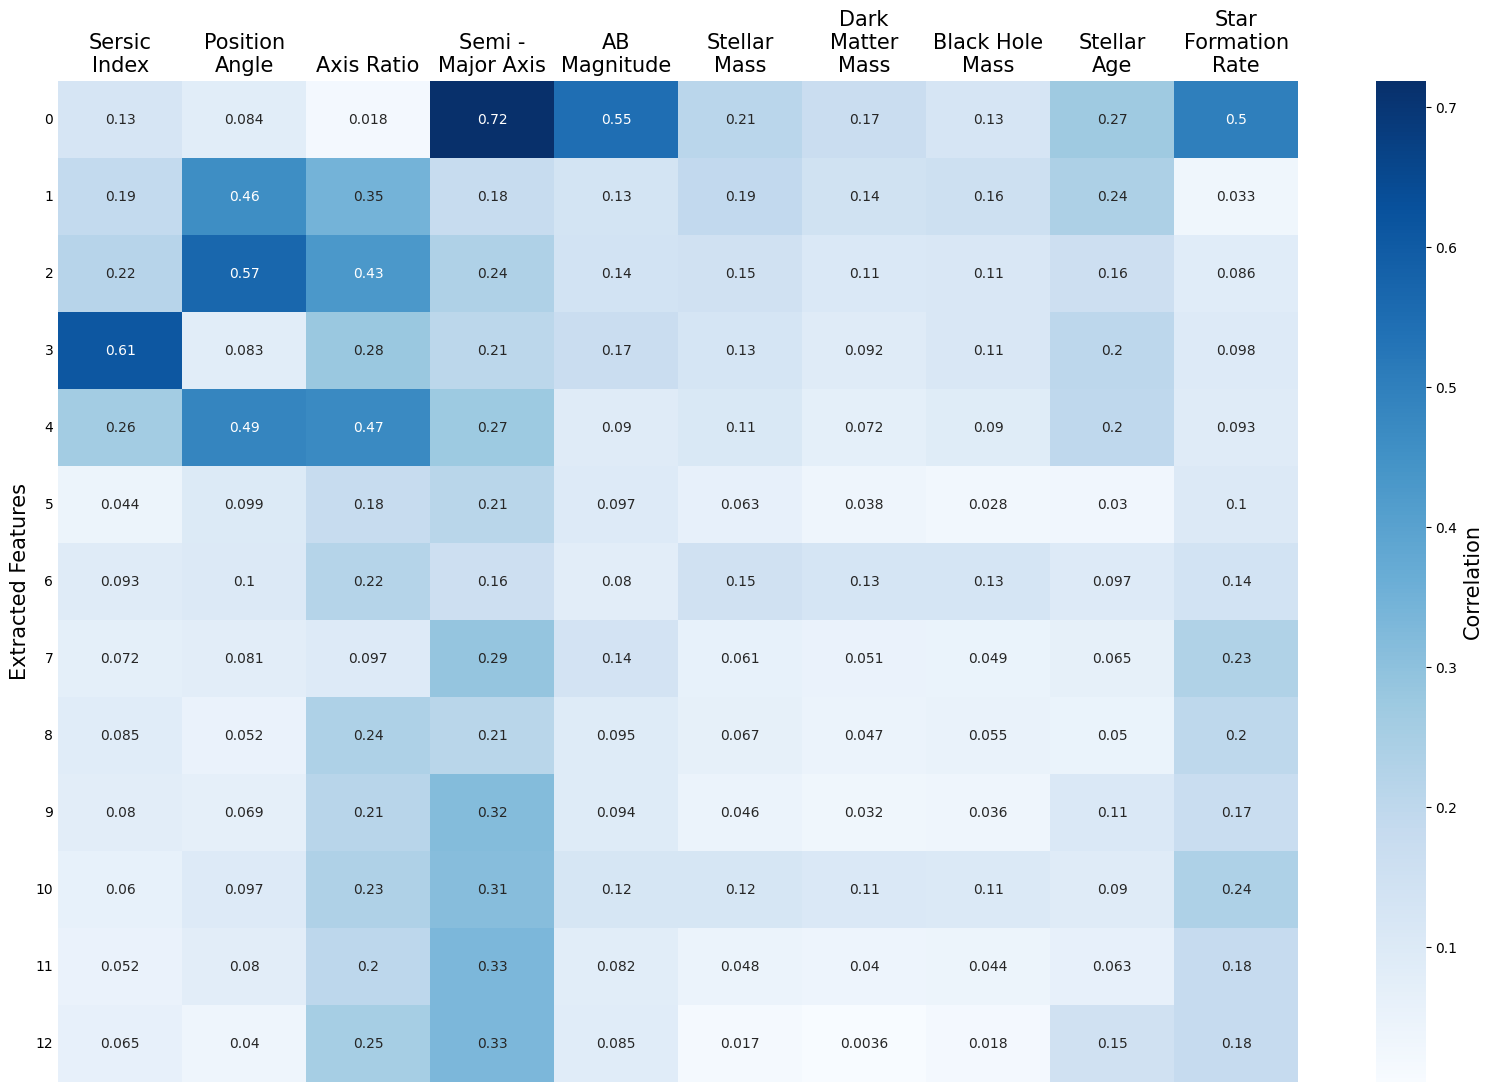 Sersic
Index
Position
Angle
Axis Ratio
Semi -
Major Axis
AB
Magnitude
Stellar
Mass
Dark
Matter
Mass
Black Hole
Mass
Stellar
Age
Star
Formation
Rate
Extracted Features
0 0.13 0.084 0.018 0.72 0.55 0.21 0.17 0.13 0.27 0.5
1 0.19 0.46 0.35 0.18 0.13 0.19 0.14 0.16 0.24 0.033
2 0.22 0.57 0.43 0.24 0.14 0.15 0.11 0.11 0.16 0.086
3 0.61 0.083 0.28 0.21 0.17 0.13 0.092 0.11 0.2 0.098
4 0.26 0.49 0.47 0.27 0.09 0.11 0.072 0.09 0.2 0.093
5 0.044 0.099 0.18 0.21 0.097 0.063 0.038 0.028 0.03 0.1
6 0.093 0.1 0.22 0.16 0.08 0.15 0.13 0.13 0.097 0.14
7 0.072 0.081 0.097 0.29 0.14 0.061 0.051 0.049 0.065 0.23
8 0.085 0.052 0.24 0.21 0.095 0.067 0.047 0.055 0.05 0.2
9 0.08 0.069 0.21 0.32 0.094 0.046 0.032 0.036 0.11 0.17
10 0.06 0.097 0.23 0.31 0.12 0.12 0.11 0.11 0.09 0.24
11 0.052 0.08 0.2 0.33 0.082 0.048 0.04 0.044 0.063 0.18
12 0.065 0.04 0.25 0.33 0.085 0.017 0.0036 0.018 0.15 0.18
0.7
0.6
0.5
0.4
0.3
0.2
0.1
Correlation